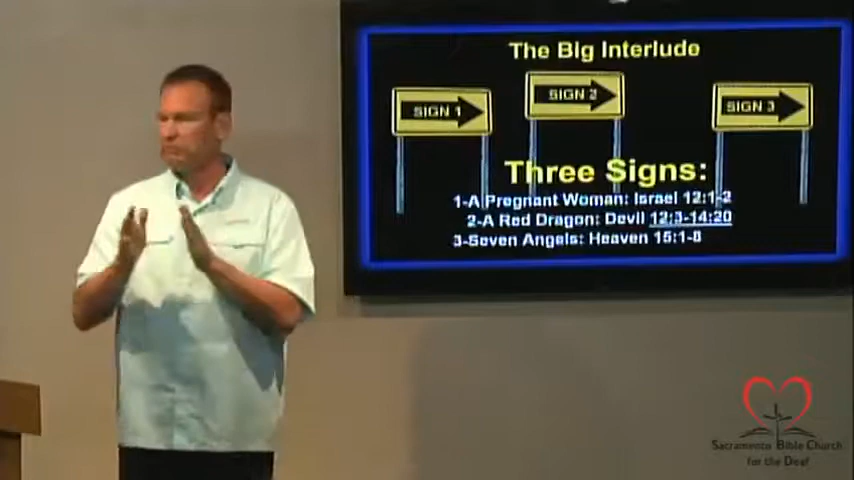 The Big Interlude
SIGN 1
SIGN 2
SIGN 3
Three Signs:
1-A Pregnant Woman: Israel 12:1-2
2-A Red Dragon: Devil 12:3-14:20
3-Seven Angels: Heaven 15:1-8
Sacramento Bible Church
for the Deaf